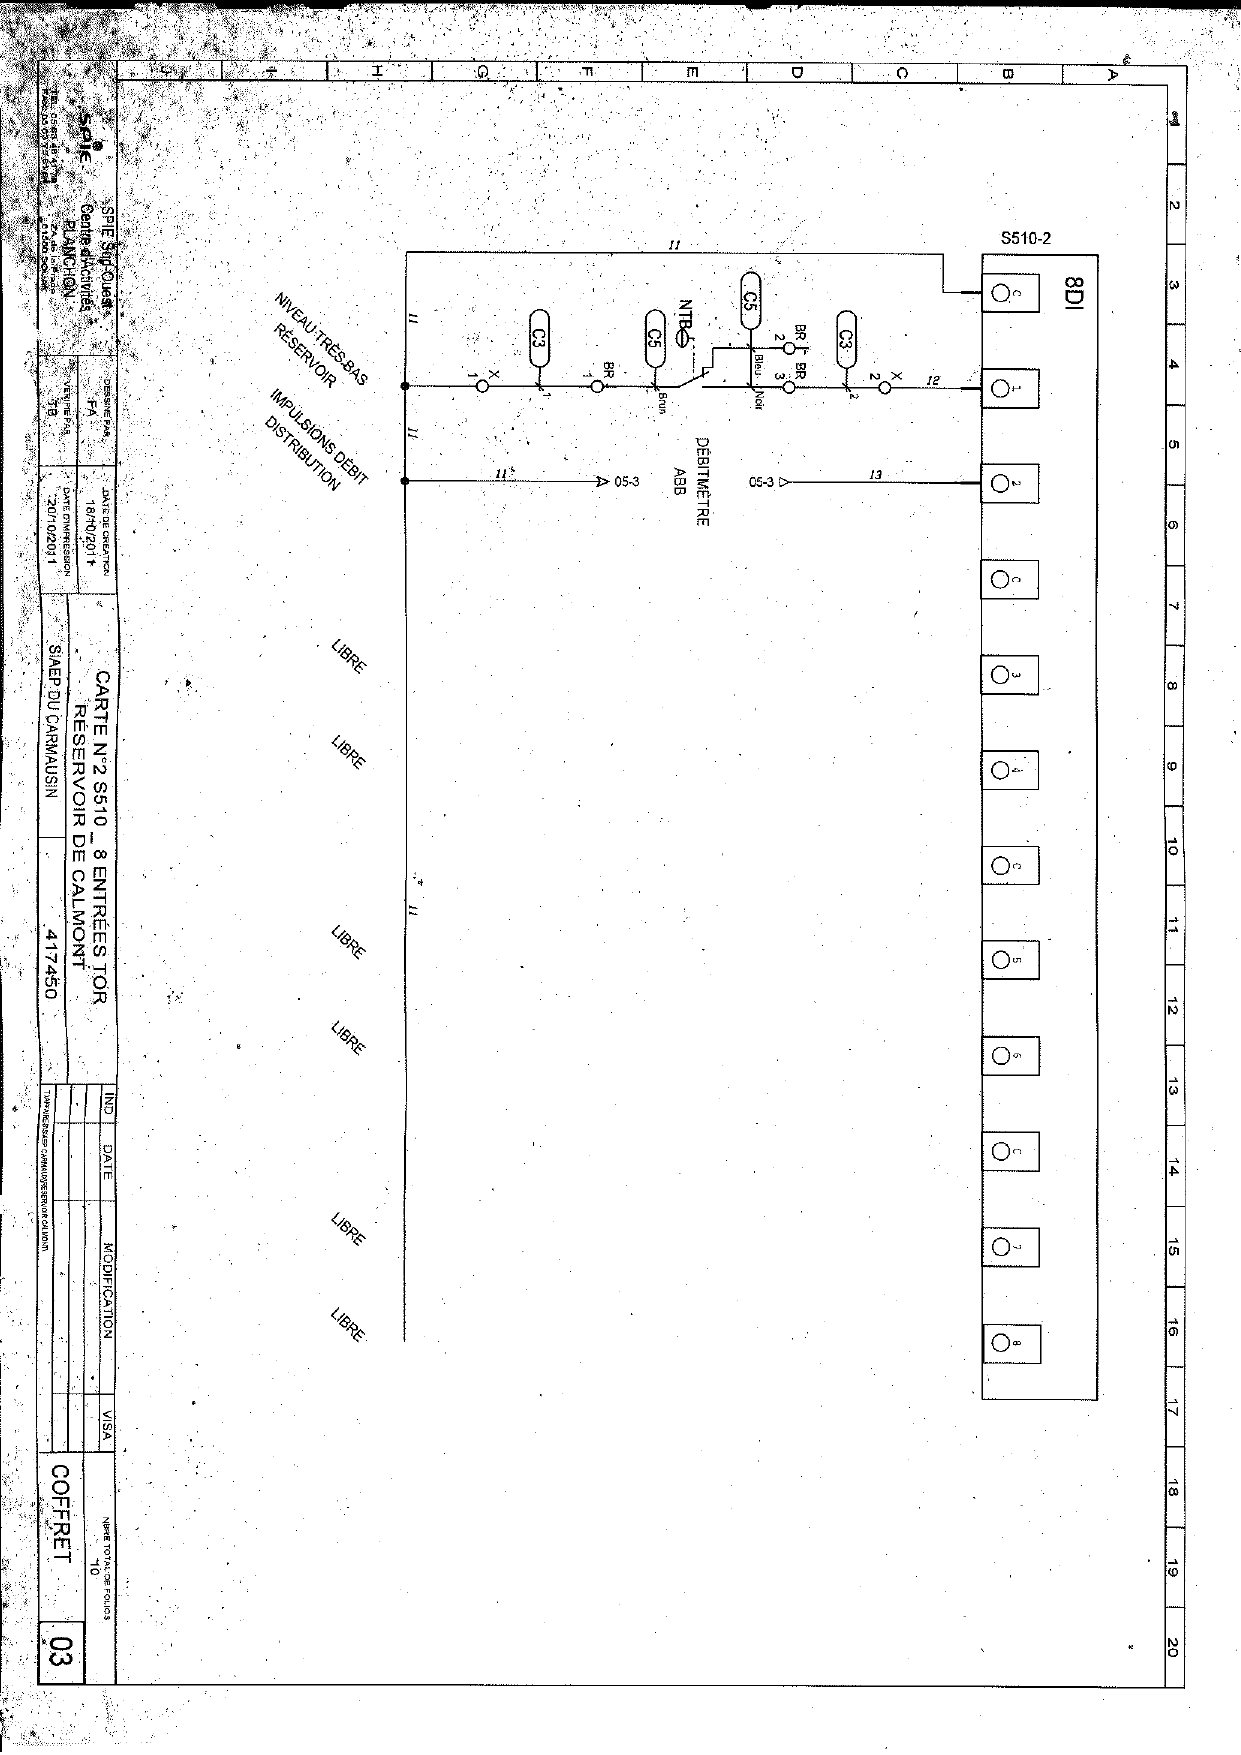 A
B
C
D
E
F
G
H
2
3
4
5
6
7
8
9
10
11
12
13
14
15
16
17
18
19
20
S510-2
8DI
C
1
2
C
3
4
C
5
6
C
7
8
11
12
13
11
11
11
11
X
2
C3
2
BR
3
BR
2
Noir
Bleu
C5
NTB
Brun
C5
BR
1
C3
1
X
1
05-3
DÉBITMÈTRE
ABB
05-3
NIVEAU TRÈS BAS
RÉSERVOIR
IMPULSIONS DÉBIT
DISTRIBUTION
LIBRE
LIBRE
LIBRE
LIBRE
LIBRE
LIBRE
SPIE
SPIE Sud-Ouest
Centre d'Activités
PLANCHON
DESSINE PAR
FA
VERIFIE PAR
TB
DATE DE CREATION
18/10/2011
DATE D'IMPRESSION
20/10/2011
CARTE N°2 S510 _ 8 ENTRÉES TOR
RÉSERVOIR DE CALMONT
SIAEP DU CARMAUSIN
417450
IND
DATE
MODIFICATION
VISA
NBRE TOTAL DE FOLIOS
10
COFFRET
03